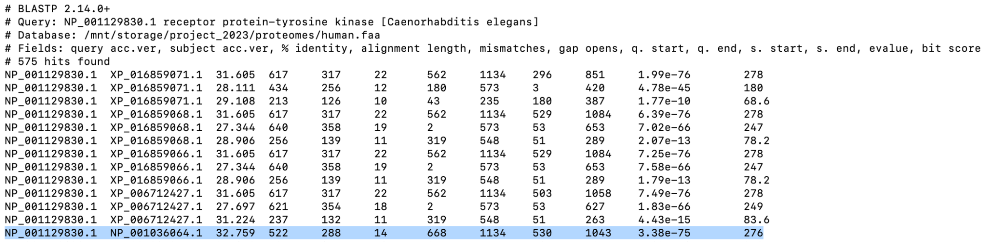 # BLASTP 2.14.0+
# Query: NP_001129830.1 receptor protein-tyrosine kinase [Caenorhabditis elegans]
# Database: /mnt/storage/project_2023/proteomes/human.faa
# Fields: query acc.ver, subject acc.ver, % identity, alignment length, mismatches, gap opens, q. start, q. end, s. start, s. end, evalue, bit score
# 575 hits found
NP_001129830.1 XP_016859071.1 31.605 617 317 22 562 1134 296 851 1.99e-76 278
NP_001129830.1 XP_016859071.1 28.111 434 256 12 180 573 3 420 4.78e-45 180
NP_001129830.1 XP_016859071.1 29.108 213 126 10 43 235 180 387 1.77e-10 68.6
NP_001129830.1 XP_016859068.1 31.605 617 317 22 562 1134 529 1084 6.39e-76 278
NP_001129830.1 XP_016859068.1 27.344 640 358 19 2 573 53 653 7.02e-66 247
NP_001129830.1 XP_016859068.1 28.906 256 139 11 319 548 51 289 2.07e-13 78.2
NP_001129830.1 XP_016859066.1 31.605 617 317 22 562 1134 529 1084 7.25e-76 278
NP_001129830.1 XP_016859066.1 27.344 640 358 19 2 573 53 653 7.58e-66 247
NP_001129830.1 XP_016859066.1 28.906 256 139 11 319 548 51 289 1.79e-13 78.2
NP_001129830.1 XP_006712427.1 31.605 617 317 22 562 1134 503 1058 7.49e-76 278
NP_001129830.1 XP_006712427.1 27.697 621 354 18 2 573 53 627 1.83e-66 249
NP_001129830.1 XP_006712427.1 31.224 237 132 11 319 548 51 263 4.43e-15 83.6
NP_001129830.1 NP_001036064.1 32.759 522 288 14 668 1134 530 1043 3.38e-75 276